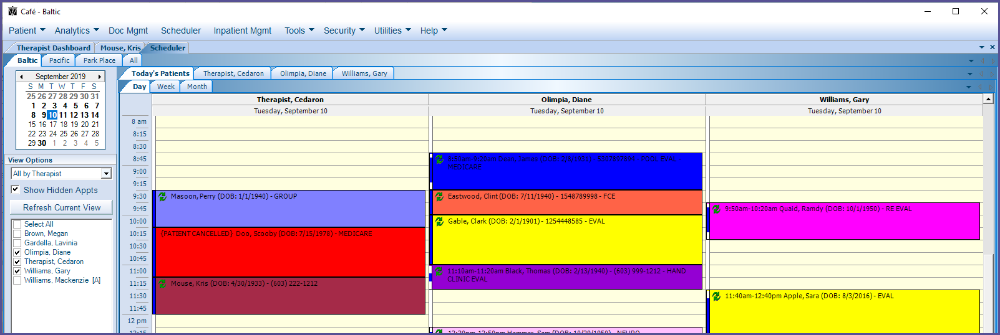 Café - Baltic
Patient Analytics Doc Mgmt Scheduler Inpatient Mgmt Tools Security Utilities Help
Therapist Dashboard Mouse, Kris Scheduler
Baltic Pacific Park Place All
September 2019
S M T W T F S
25 26 27 28 29 30 31
1 2 3 4 5 6 7
8 9 10 11 12 13 14
15 16 17 18 19 20 21
22 23 24 25 26 27 28
29 30 1 2 3 4 5
View Options
All by Therapist
Show Hidden Appts
Refresh Current View
Select All
Brown, Megan
Gardella, Lavinia
Olimpia, Diane
Therapist, Cedaron
Williams, Gary
Williams, Mackenzie [A]
Today's Patients Therapist, Cedaron Olimpia, Diane Williams, Gary
Day Week Month
Therapist, Cedaron Olimpia, Diane Williams, Gary
Tuesday, September 10 Tuesday, September 10 Tuesday, September 10
8 am
8:15
8:30
8:45
9:00
9:15
9:30
9:45
10:00
10:15
10:30
10:45
11:00
11:15
11:30
11:45
12 pm
12:15
Masoon, Perry (DOB: 1/1/1940) - GROUP
{PATIENT CANCELLED} Doo, Scooby (DOB: 7/15/1978) - MEDICARE
Mouse, Kris (DOB: 4/30/1933) - (603) 222-1212
8:50am-9:20am Dean, James (DOB: 2/8/1931) - 5307897894 - POOL EVAL -
MEDICARE
Eastwood, Clint (DOB: 7/11/1940) - 1548789998 - FCE
Gable, Clark (DOB: 2/1/1901) - 1254448585 - EVAL
11:10am-11:20am Black, Thomas (DOB: 2/13/1940) - (603) 999-1212 - HAND
CLINIC EVAL
12:20pm-12:50pm Hammer, Sam (DOB: 10/20/1950) - NEURO
9:50am-10:20am Quaid, Ramdy (DOB: 10/1/1950) - RE EVAL
11:40am-12:40pm Apple, Sara (DOB: 8/3/2016) - EVAL